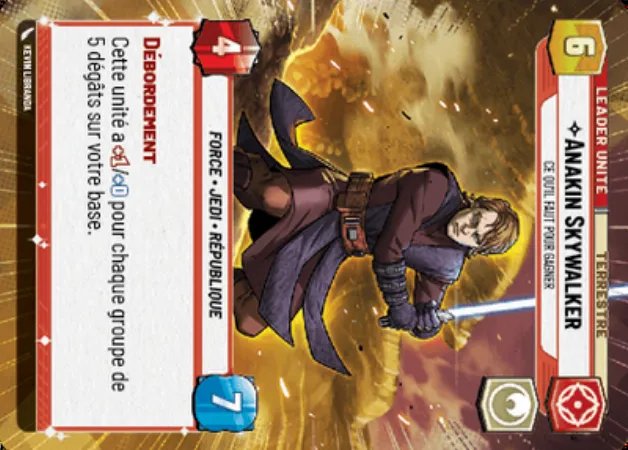 LEADER UNITÉ
TERRESTRE
6
ANAKIN SKYWALKER
CE QU'IL FAUT POUR GAGNER
4
FORCE • JEDI • RÉPUBLIQUE
7
DÉBORDEMENT
Cette unité a +1/+0 pour chaque groupe de
5 dégâts sur votre base.
KEVIN LIBRANDA